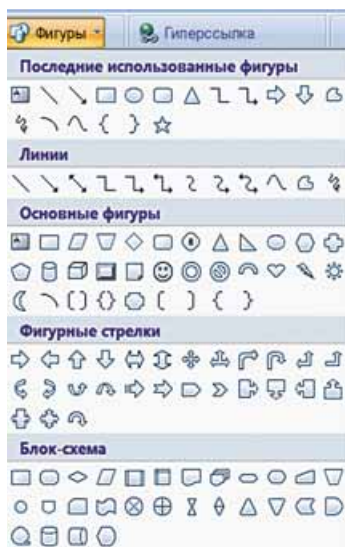 Фигуры Гиперссылка
Последние использованные фигуры
Линии
Основные фигуры
Фигурные стрелки
Блок-схема